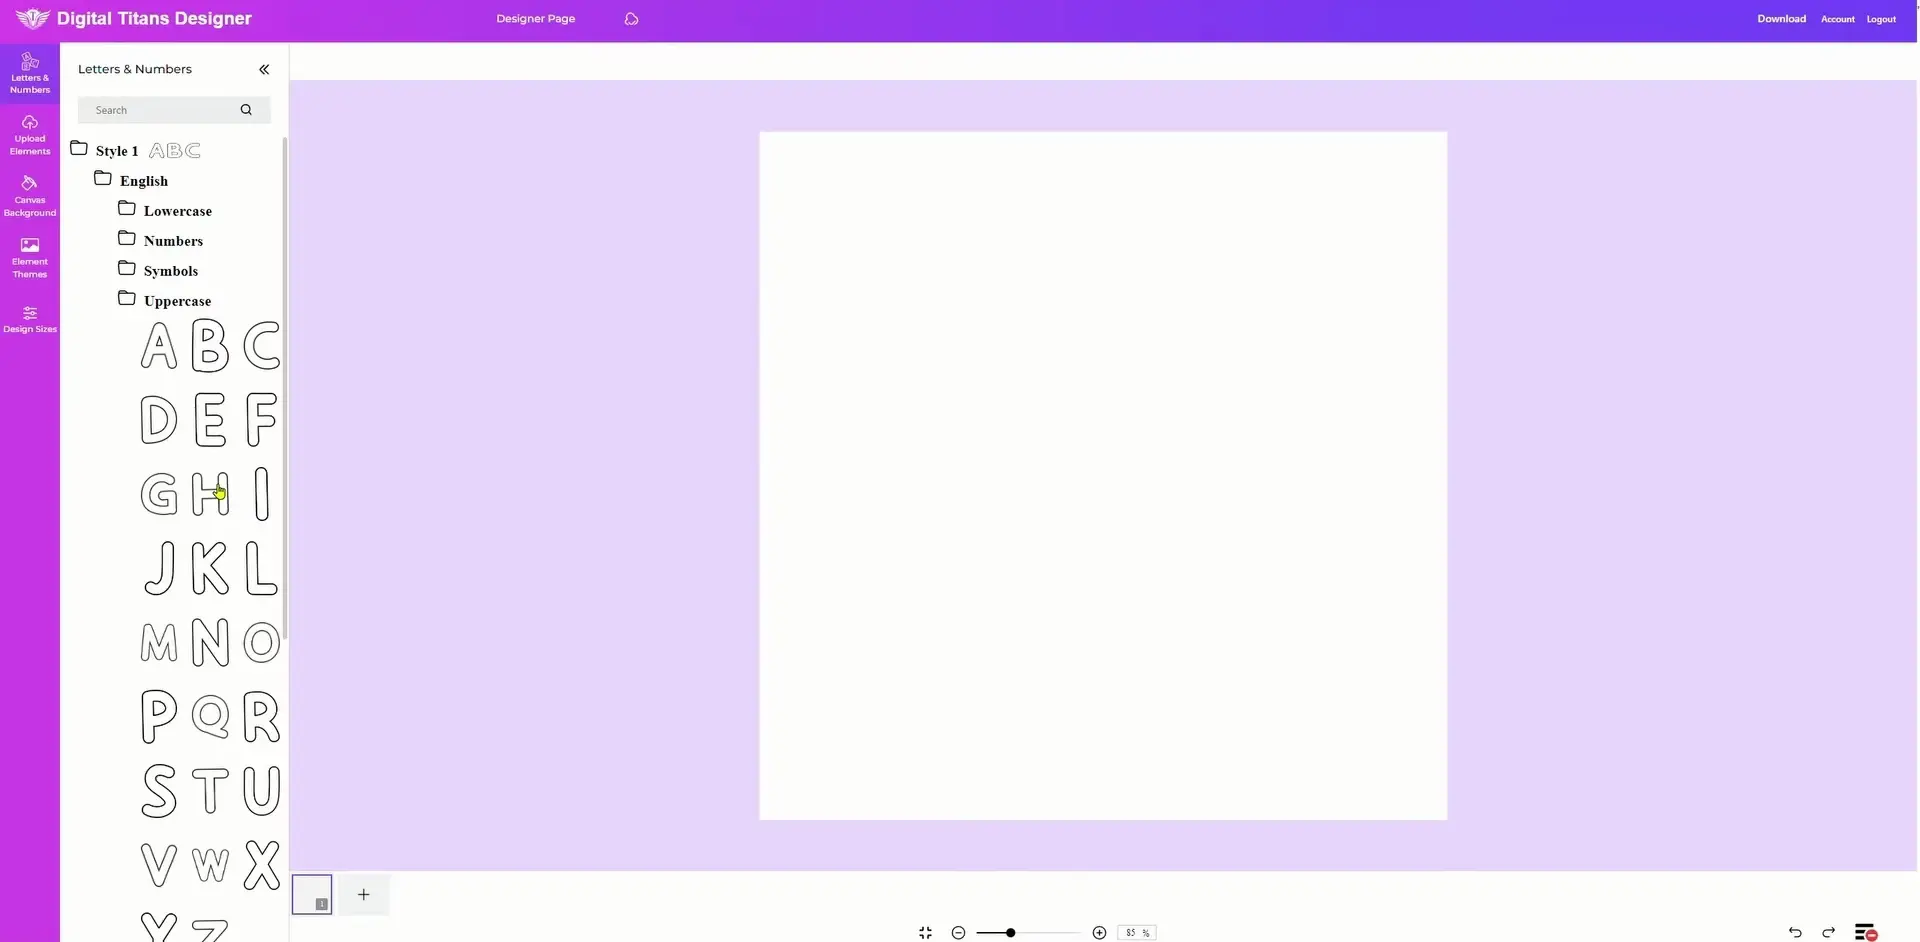 Digital Titans Designer
Designer Page
Download Account Logout
Letters &
Numbers
Upload
Elements
Canvas
Background
Element
Themes
Design Sizes
Letters & Numbers
Search
Style 1 ABC
English
Lowercase
Numbers
Symbols
Uppercase
A B C
D E F
G H I
J K L
M N O
P Q R
S T U
V W X
Y Z
1
85 %